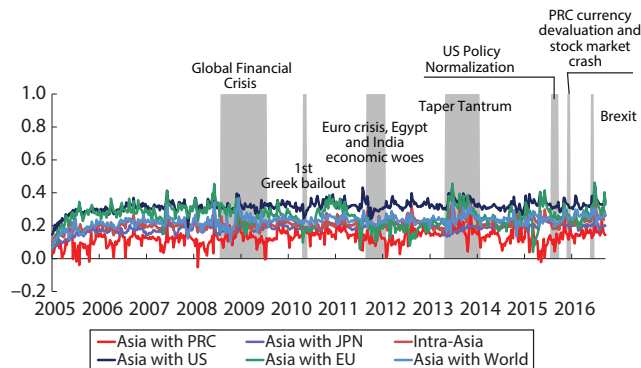 PRC currency
devaluation and
stock market
crash
US Policy
Normalization
Global Financial
Crisis
Taper Tantrum
Brexit
Euro crisis, Egypt
and India
economic woes
1st
Greek bailout
1.0
0.8
0.6
0.4
0.2
0.0
–0.2
2005 2006 2007 2008 2009 2010 2011 2012 2013 2014 2015 2016
Asia with PRC Asia with JPN Intra-Asia
Asia with US Asia with EU Asia with World